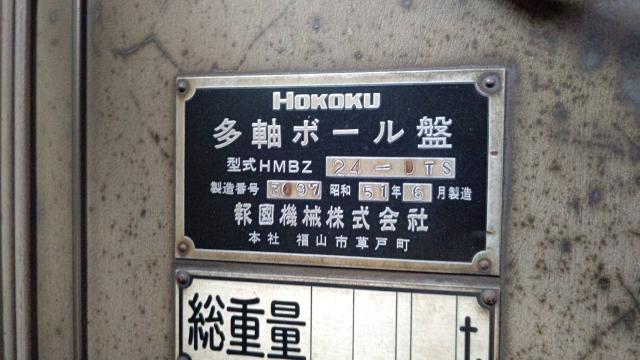 HOKOKU
多軸ボール盤
型式HMBZ 24-DTS
製造番号 3097 昭和 51年 6月製造
報國機械株式会社
本社 福山市草戸町
総重量 t